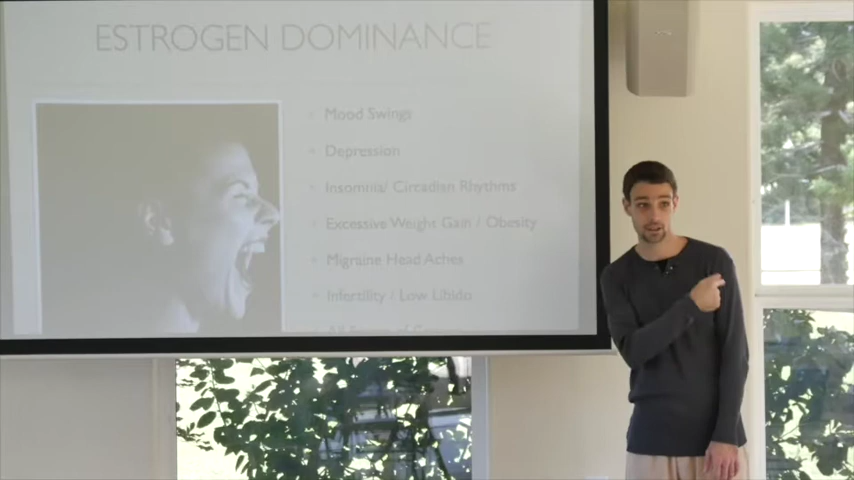 ESTROGEN DOMINANCE
Mood Swings
Depression
Insomnia/ Circadian Rhythms
Excessive Weight Gain / Obesity
Migraine Head Aches
Infertility / Low Libido